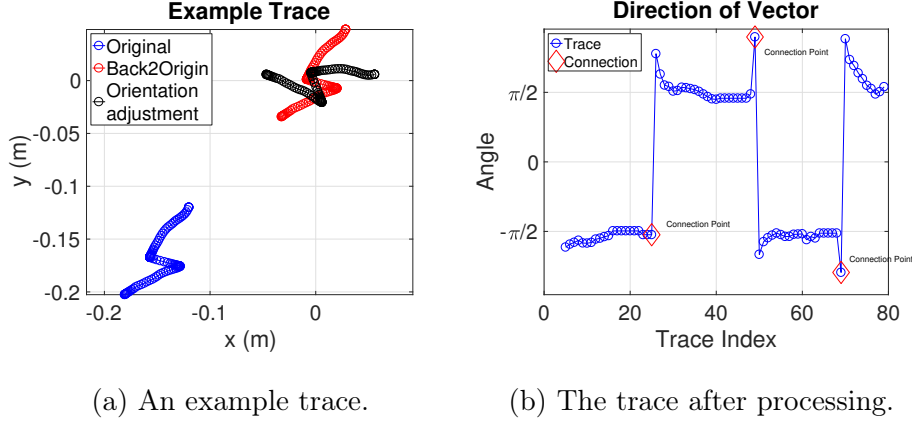 Example Trace
Original
Back2Origin
Orientation
adjustment
y (m)
0
-0.05
-0.1
-0.15
-0.2
-0.2
-0.1
0
x (m)
(a) An example trace.
Direction of Vector
Trace
Connection
Connection Point
Connection Point
Connection Point
Angle
π/2
0
-π/2
0
20
40
60
80
Trace Index
(b) The trace after processing.